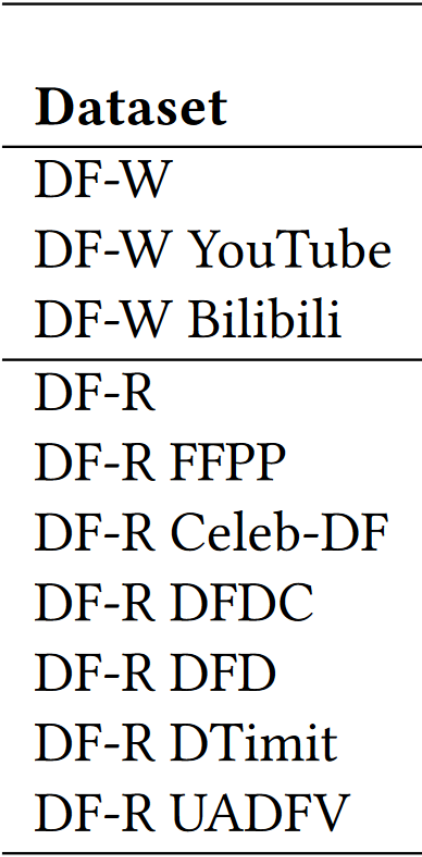 Dataset
DF-W
DF-W YouTube
DF-W Bilibili
DF-R
DF-R FFPP
DF-R Celeb-DF
DF-R DFDC
DF-R DFD
DF-R DTimit
DF-R UADFV